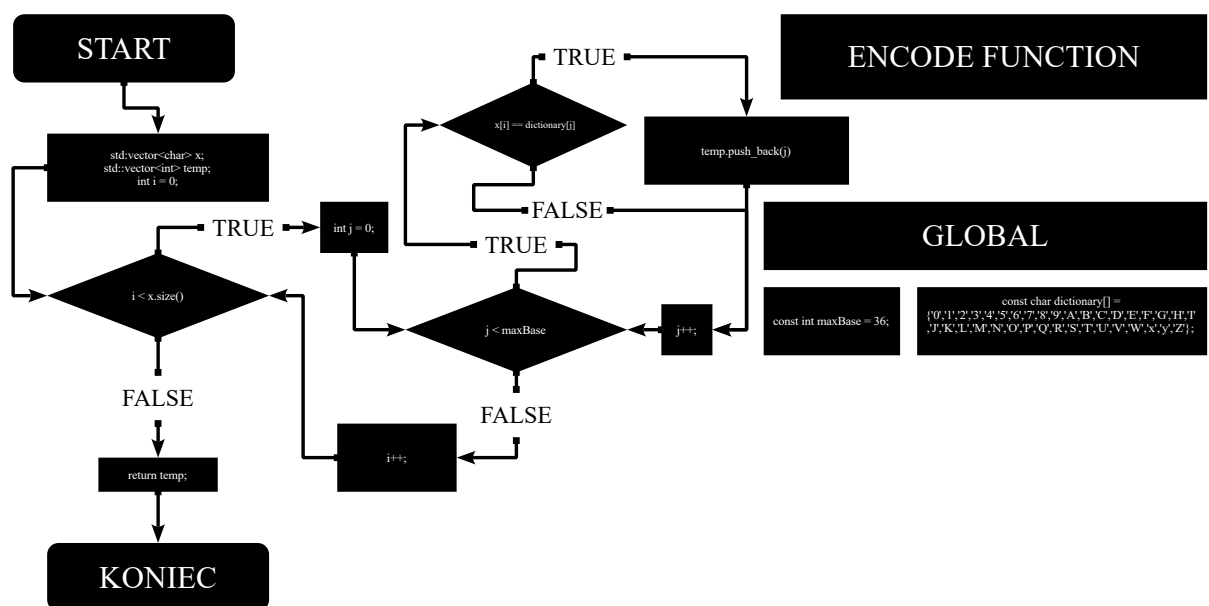 START
ENCODE FUNCTION
TRUE
x[i] == dictionary[j]
temp.push_back(j)
std:vector<char> x;
std::vector<int> temp;
int i = 0;
FALSE
TRUE
int j = 0;
TRUE
GLOBAL
i < x.size()
j < maxBase
j++;
const int maxBase = 36;
const char dictionary[] =
{'0','1','2','3','4','5','6','7','8','9','A','B','C','D','E','F','G','H','I'
,'J','K','L','M','N','O','P','Q','R','S','T','U','V','W','x','y','Z'};
FALSE
FALSE
i++;
return temp;
KONIEC